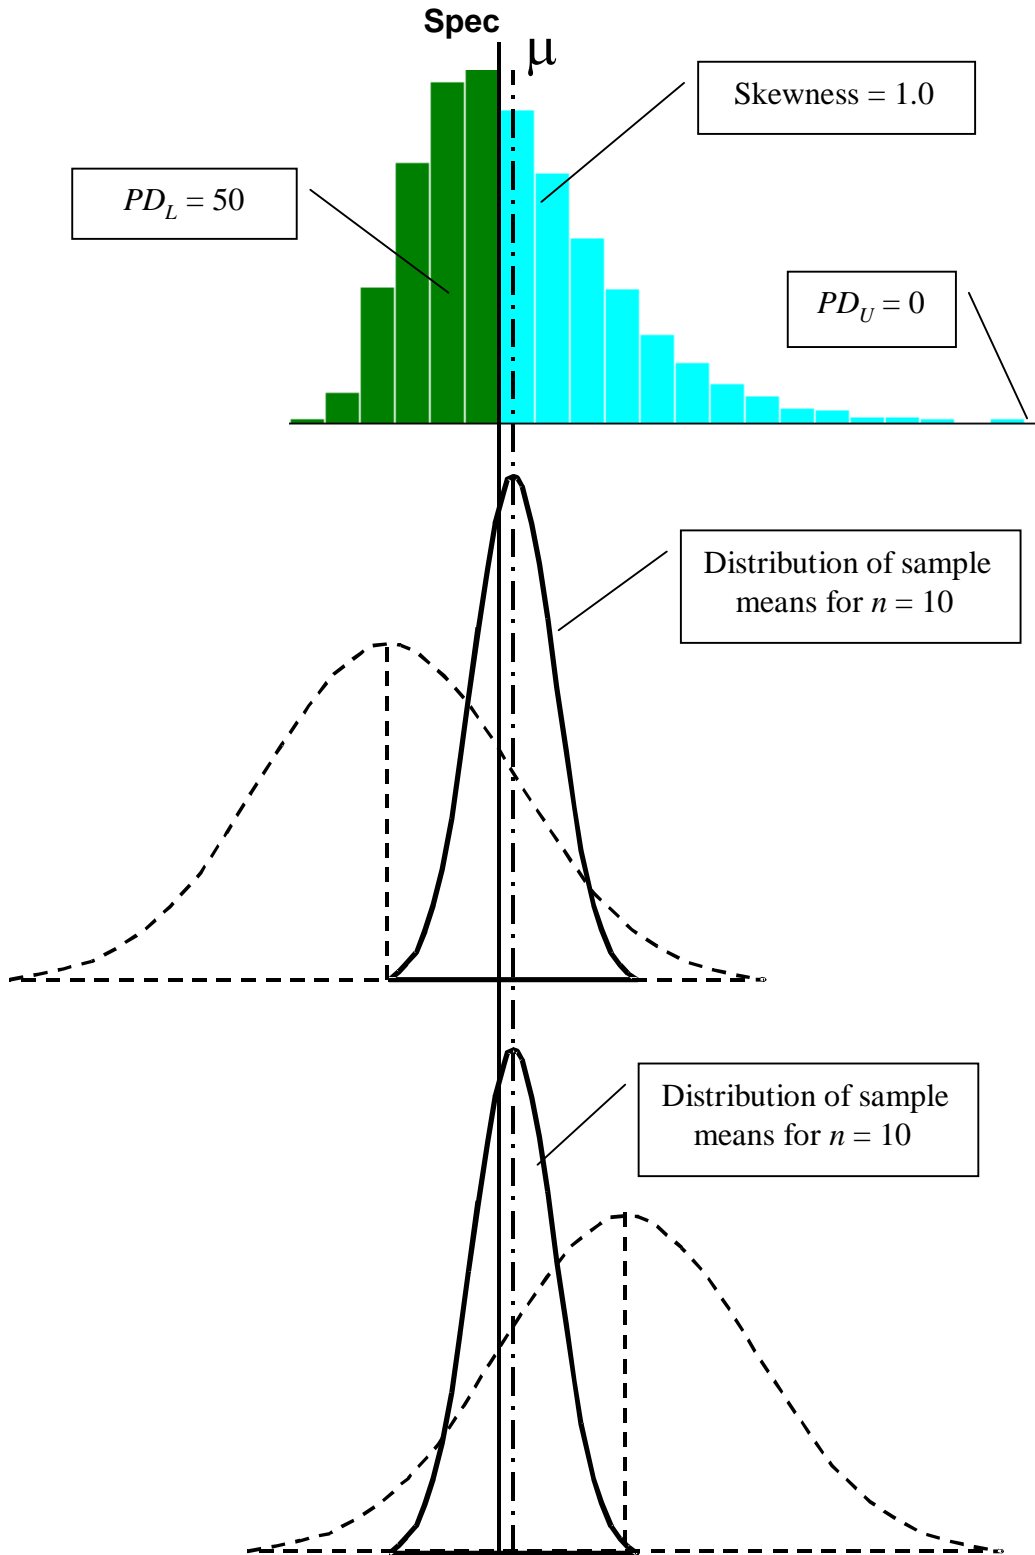 Spec
μ
Skewness = 1.0
PD_L = 50
PD_U = 0
Distribution of sample
means for n = 10
Distribution of sample
means for n = 10